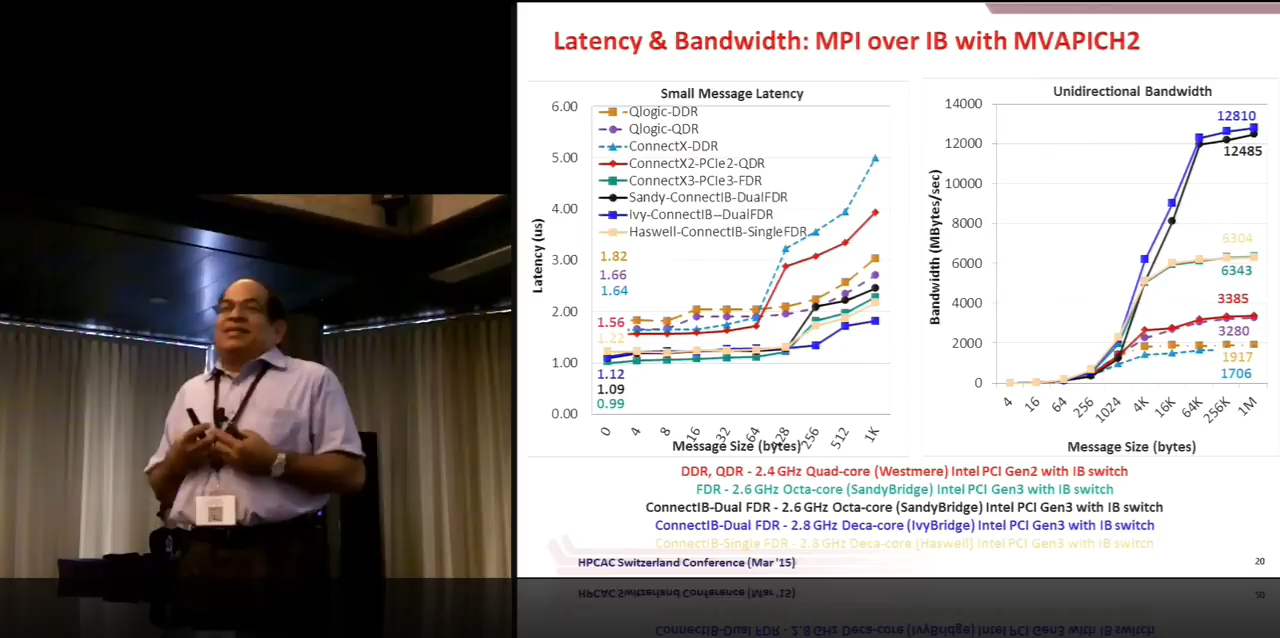 Latency & Bandwidth: MPI over IB with MVAPICH2
Small Message Latency
6.00
5.00
4.00
3.00
2.00
1.00
0.00
Latency (us)
Qlogic-DDR
Qlogic-QDR
ConnectX-DDR
ConnectX2-PCIe2-QDR
ConnectX3-PCIe3-FDR
Sandy-ConnectIB-DualFDR
Ivy-ConnectIB--DualFDR
Haswell-ConnectIB-SingleFDR
1.82
1.66
1.64
1.56
1.22
1.12
1.09
0.99
0 4 8 16 32 64 128 256 512 1K
Message Size (bytes)
Unidirectional Bandwidth
14000
12000
10000
8000
6000
4000
2000
0
Bandwidth (MBytes/sec)
12810
12485
6304
6343
3385
3280
1917
1706
4 16 64 256 1024 4K 16K 64K 256K 1M
Message Size (bytes)
DDR, QDR - 2.4 GHz Quad-core (Westmere) Intel PCI Gen2 with IB switch
FDR - 2.6 GHz Octa-core (SandyBridge) Intel PCI Gen3 with IB switch
ConnectIB-Dual FDR - 2.6 GHz Octa-core (SandyBridge) Intel PCI Gen3 with IB switch
ConnectIB-Dual FDR - 2.8 GHz Deca-core (IvyBridge) Intel PCI Gen3 with IB switch
ConnectIB-Single FDR - 2.8 GHz Deca-core (Haswell) Intel PCI Gen3 with IB switch
HPCAC Switzerland Conference (Mar '15)
20